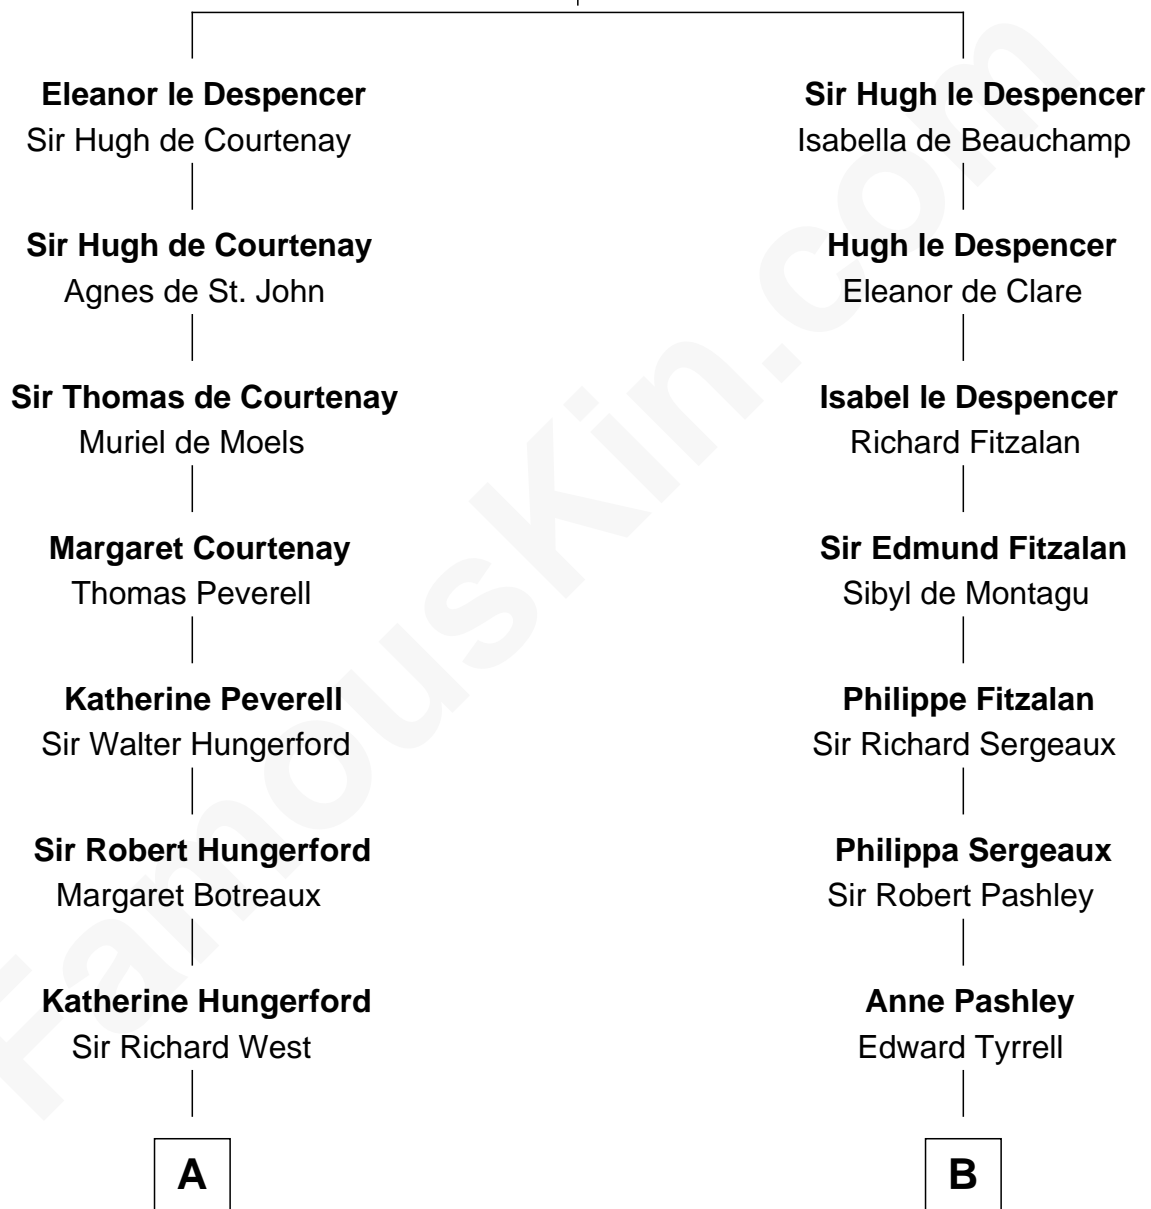 Eleanor le Despencer
Sir Hugh de Courtenay
Sir Hugh de Courtenay
Agnes de St. John
Sir Thomas de Courtenay
Muriel de Moels
Margaret Courtenay
Thomas Peverell
Katherine Peverell
Sir Walter Hungerford
Sir Robert Hungerford
Margaret Botreaux
Katherine Hungerford
Sir Richard West
A
Sir Hugh le Despencer
Isabella de Beauchamp
Hugh le Despencer
Eleanor de Clare
Isabel le Despencer
Richard Fitzalan
Sir Edmund Fitzalan
Sibyl de Montagu
Philippe Fitzalan
Sir Richard Sergeaux
Philippa Sergeaux
Sir Robert Pashley
Anne Pashley
Edward Tyrrell
B
FamousKin.com